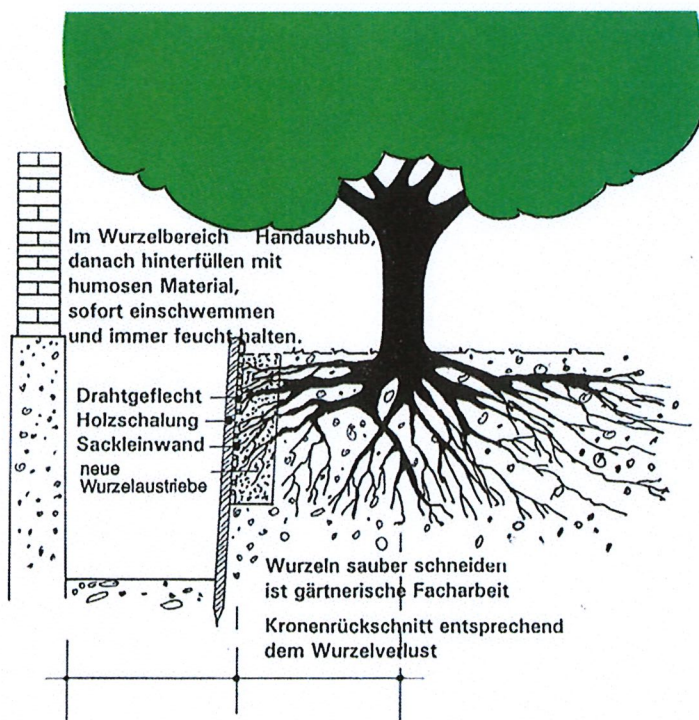 Im Wurzelbereich Handaushub,
danach hinterfüllen mit
humosen Material,
sofort einschwemmen
und immer feucht halten.
Drahtgeflecht
Holzschalung
Sackleinwand
neue
Wurzelaustriebe
Wurzeln sauber schneiden
ist gärtnerische Facharbeit
Kronenrückschnitt entsprechend
dem Wurzelverlust